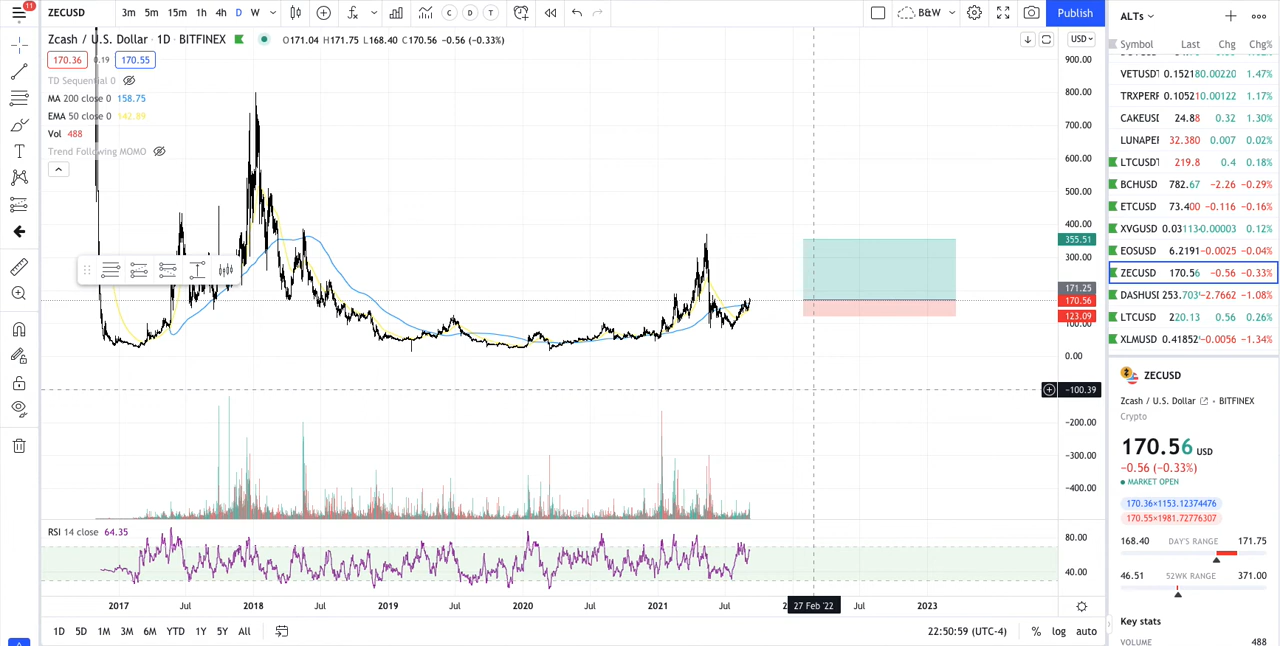 11
ZECUSD
3m 5m 15m 1h 4h D W
C D T
B&W
Publish
ALTs
Zcash / U.S. Dollar · 1D · BITFINEX
O171.04 H171.75 L168.40 C170.56 −0.56 (−0.33%)
USD
170.36 0.19 170.55
TD Sequential 0
MA 200 close 0 158.75
EMA 50 close 0 142.89
Vol 488
Trend Following MOMO
900.00
800.00
700.00
600.00
500.00
400.00
355.51
300.00
171.25
170.56
123.09
100.00
0.00
−100.39
−200.00
−300.00
−400.00
RSI 14 close 64.35
80.00
40.00
2017 Jul 2018 Jul 2019 Jul 2020 Jul 2021 Jul 27 Feb '22 Jul 2023
1D 5D 1M 3M 6M YTD 1Y 5Y All
22:50:59 (UTC-4) % log auto
Symbol Last Chg Chg%
VETUSDT 0.15218 0.00220 1.47%
TRXPERP 0.10521 0.00122 1.17%
CAKEUSD 24.88 0.32 1.30%
LUNAPER 32.380 0.007 0.02%
LTCUSDT 219.8 0.4 0.18%
BCHUSD 782.67 −2.26 −0.29%
ETCUSD 73.400 −0.116 −0.16%
XVGUSD 0.03113 −0.00003 0.12%
EOSUSD 6.2191 −0.0025 −0.04%
ZECUSD 170.56 −0.56 −0.33%
DASHUSD 253.703 −2.7662 −1.08%
LTCUSD 220.13 0.56 0.26%
XLMUSD 0.41852 −0.0056 −1.34%
ZECUSD
Zcash / U.S. Dollar · BITFINEX
Crypto
170.56 USD
−0.56 (−0.33%)
MARKET OPEN
170.36×1153.12374476
170.55×1981.72776307
168.40 DAY'S RANGE 171.75
46.51 52WK RANGE 371.00
Key stats
VOLUME 488